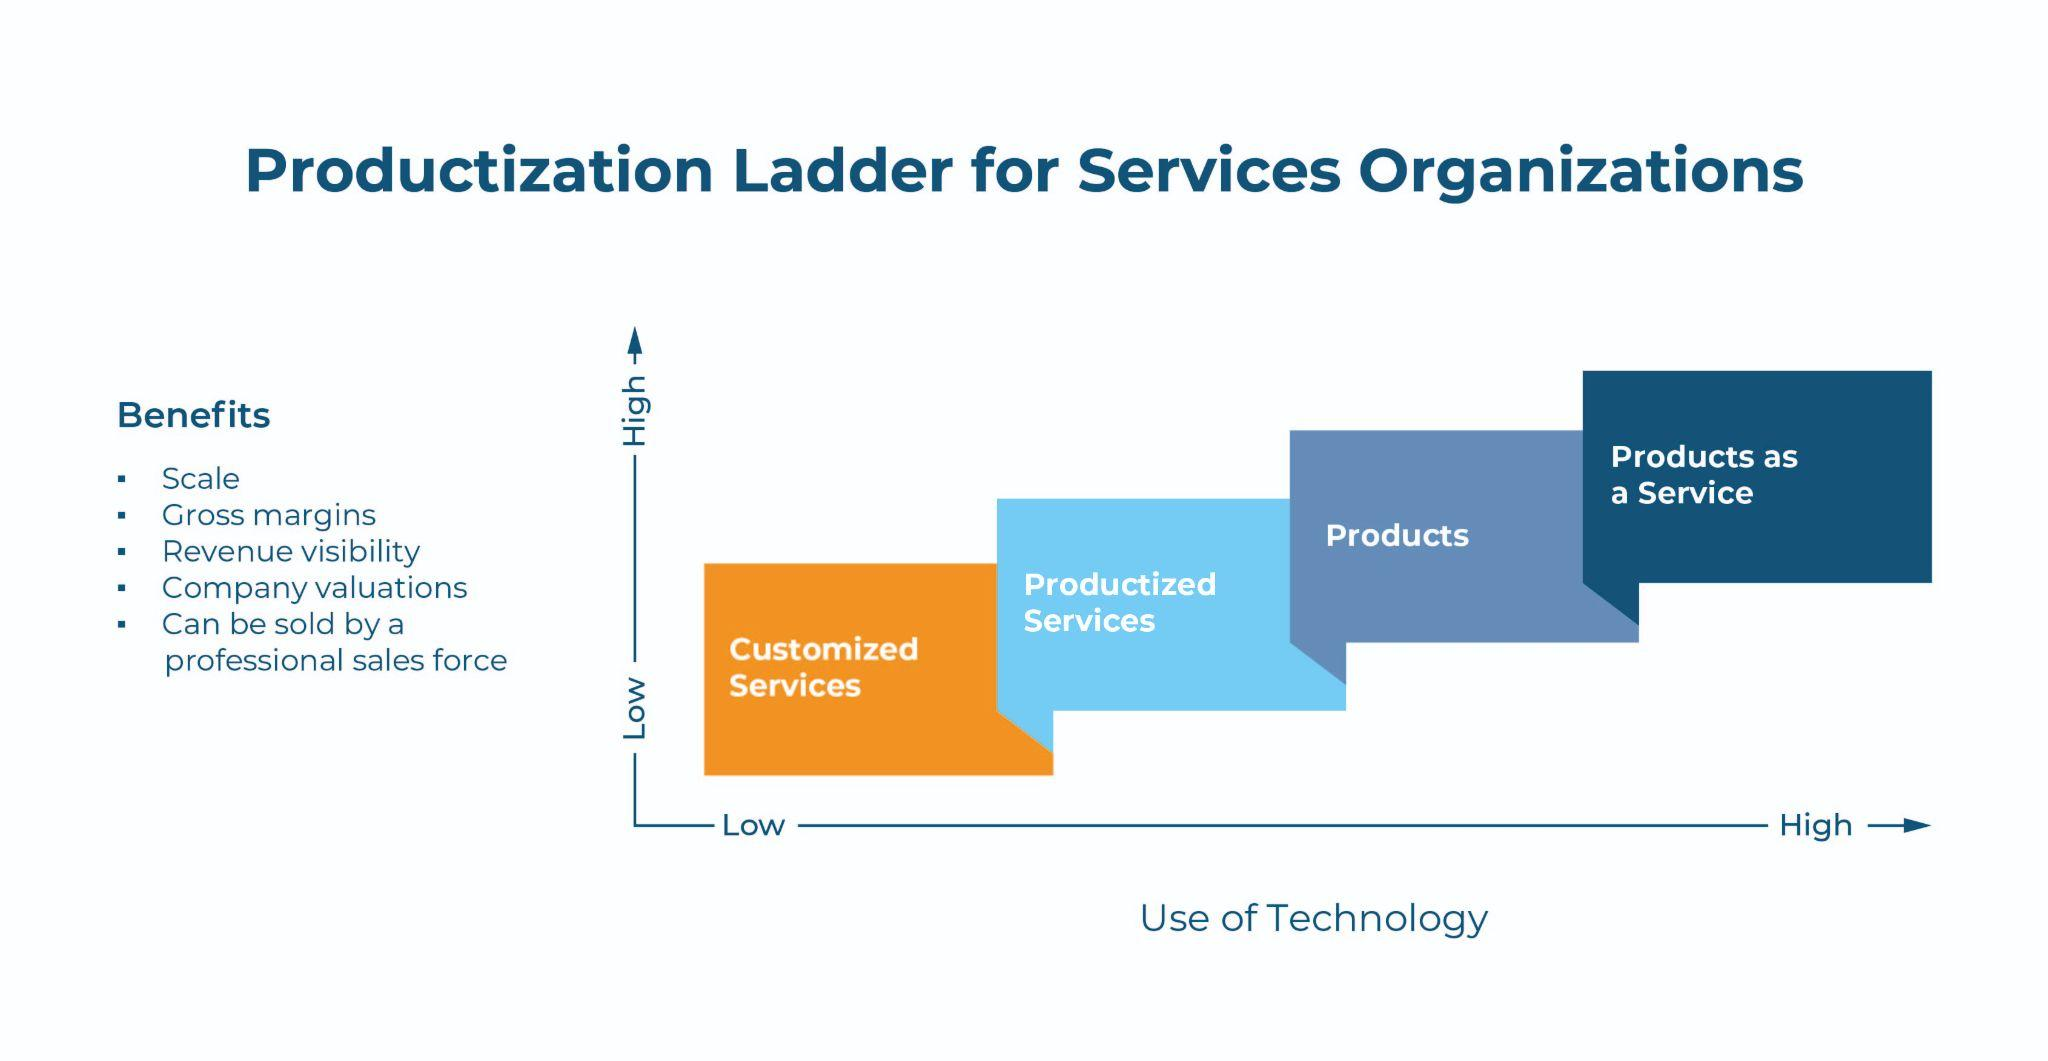 Productization Ladder for Services Organizations
Benefits
▪ Scale
▪ Gross margins
▪ Revenue visibility
▪ Company valuations
▪ Can be sold by a
professional sales force
High
Low
Customized
Services
Productized
Services
Products
Products as
a Service
Low
High
Use of Technology